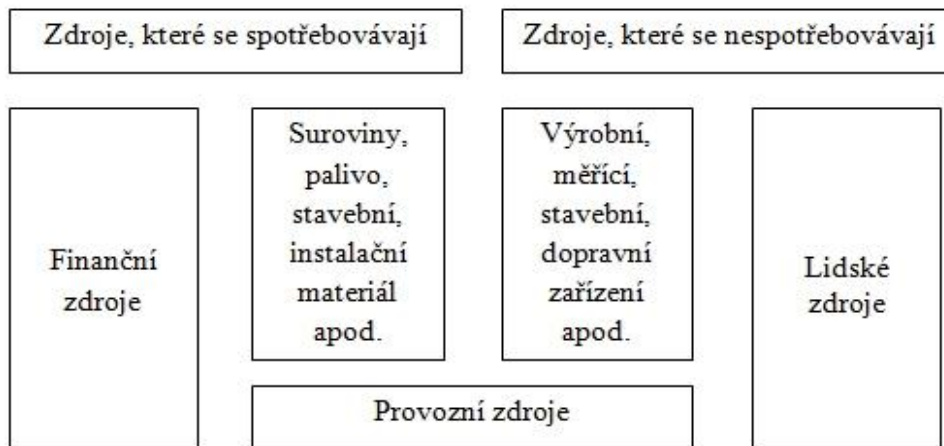 Zdroje, které se spotřebovávají
Zdroje, které se nespotřebovávají
Finanční
zdroje
Suroviny,
palivo,
stavební,
instalační
materiál
apod.
Výrobní,
měřící,
stavební,
dopravní
zařízení
apod.
Lidské
zdroje
Provozní zdroje